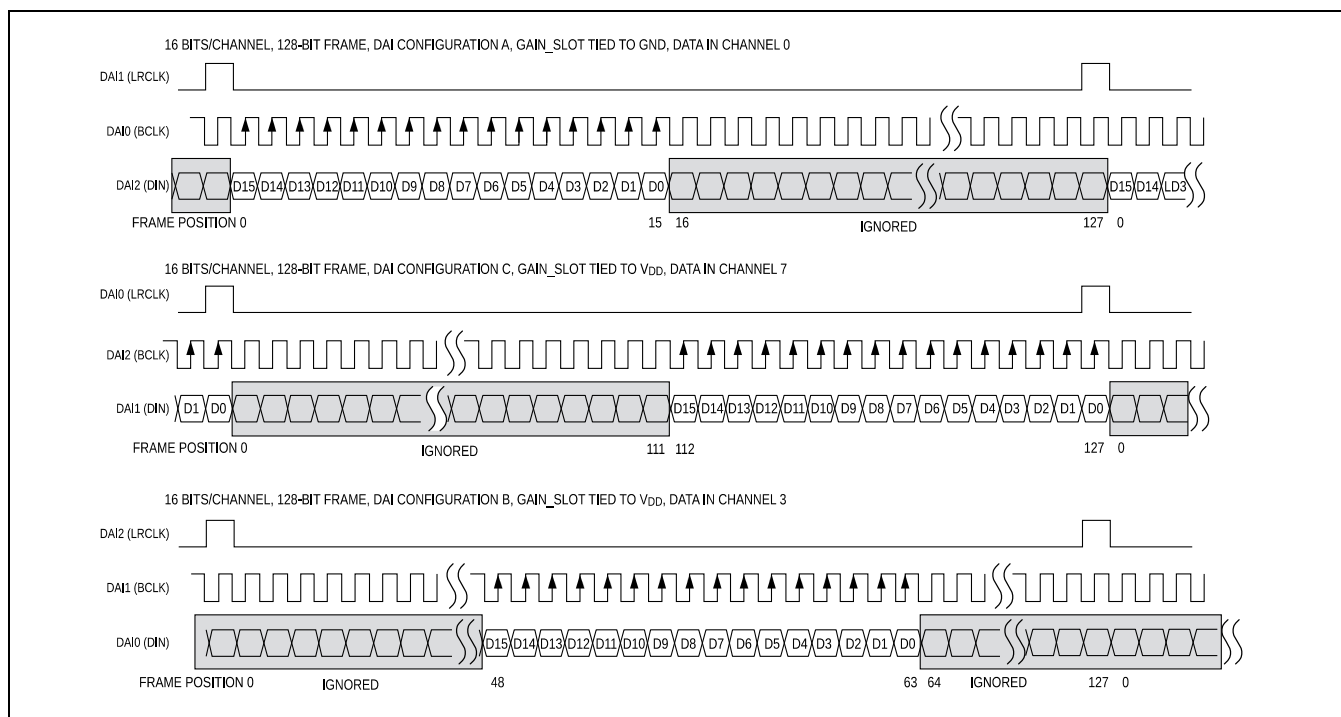 16 BITS/CHANNEL, 128-BIT FRAME, DAI CONFIGURATION A, GAIN_SLOT TIED TO GND, DATA IN CHANNEL 0
DAI1 (LRCLK)
DAI0 (BCLK)
DAI2 (DIN) D15 D14 D13 D12 D11 D10 D9 D8 D7 D6 D5 D4 D3 D2 D1 D0 D15 D14 LD3
FRAME POSITION 0 15 16 IGNORED 127 0
16 BITS/CHANNEL, 128-BIT FRAME, DAI CONFIGURATION C, GAIN_SLOT TIED TO VDD, DATA IN CHANNEL 7
DAI0 (LRCLK)
DAI2 (BCLK)
DAI1 (DIN) D1 D0 D15 D14 D13 D12 D11 D10 D9 D8 D7 D6 D5 D4 D3 D2 D1 D0
FRAME POSITION 0 IGNORED 111 112 127 0
16 BITS/CHANNEL, 128-BIT FRAME, DAI CONFIGURATION B, GAIN_SLOT TIED TO VDD, DATA IN CHANNEL 3
DAI2 (LRCLK)
DAI1 (BCLK)
DAI0 (DIN) D15 D14 D13 D12 D11 D10 D9 D8 D7 D6 D5 D4 D3 D2 D1 D0
FRAME POSITION 0 IGNORED 48 63 64 IGNORED 127 0